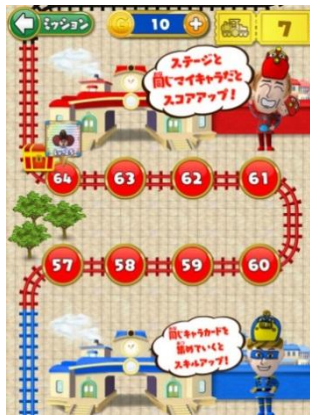 ミッション
10
7
ステージと
同じマイキャラだと
スコアアップ!
64 63 62 61
57 58 59 60
同じキャラカードを
集めていくと
スキルアップ!